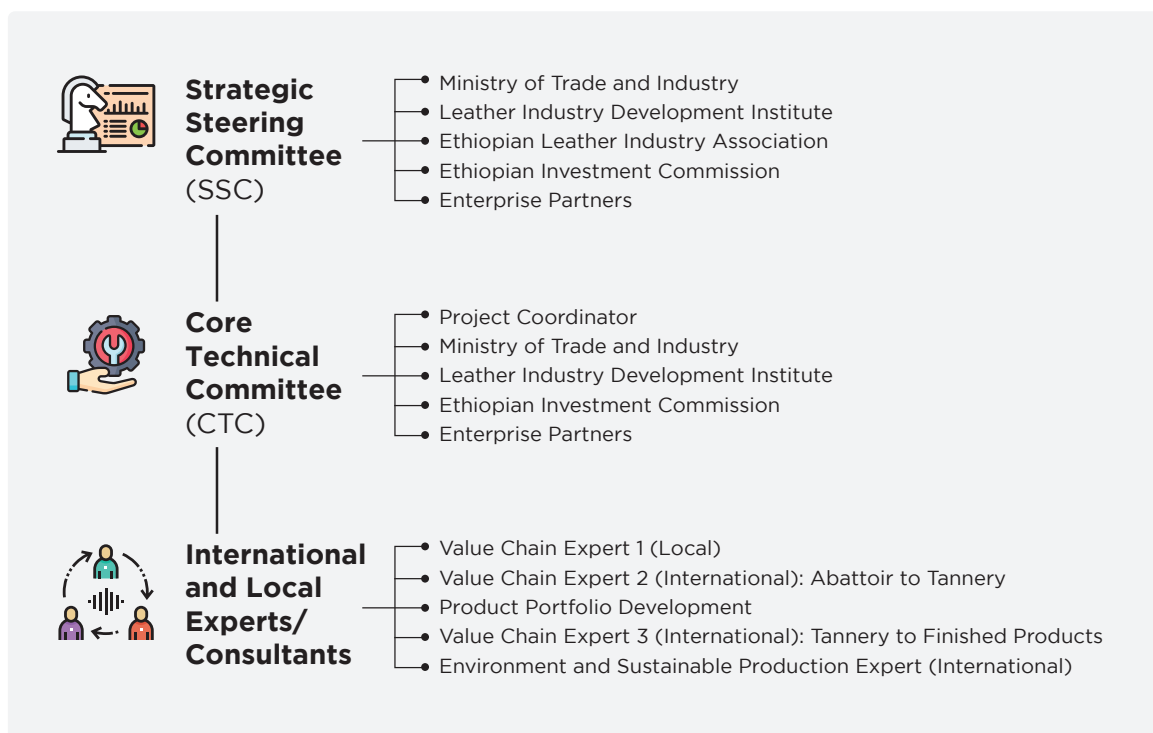 Strategic
Steering
Committee
(SSC)
Ministry of Trade and Industry
Leather Industry Development Institute
Ethiopian Leather Industry Association
Ethiopian Investment Commission
Enterprise Partners
Core
Technical
Committee
(CTC)
Project Coordinator
Ministry of Trade and Industry
Leather Industry Development Institute
Ethiopian Investment Commission
Enterprise Partners
International
and Local
Experts/
Consultants
Value Chain Expert 1 (Local)
Value Chain Expert 2 (International): Abattoir to Tannery
Product Portfolio Development
Value Chain Expert 3 (International): Tannery to Finished Products
Environment and Sustainable Production Expert (International)